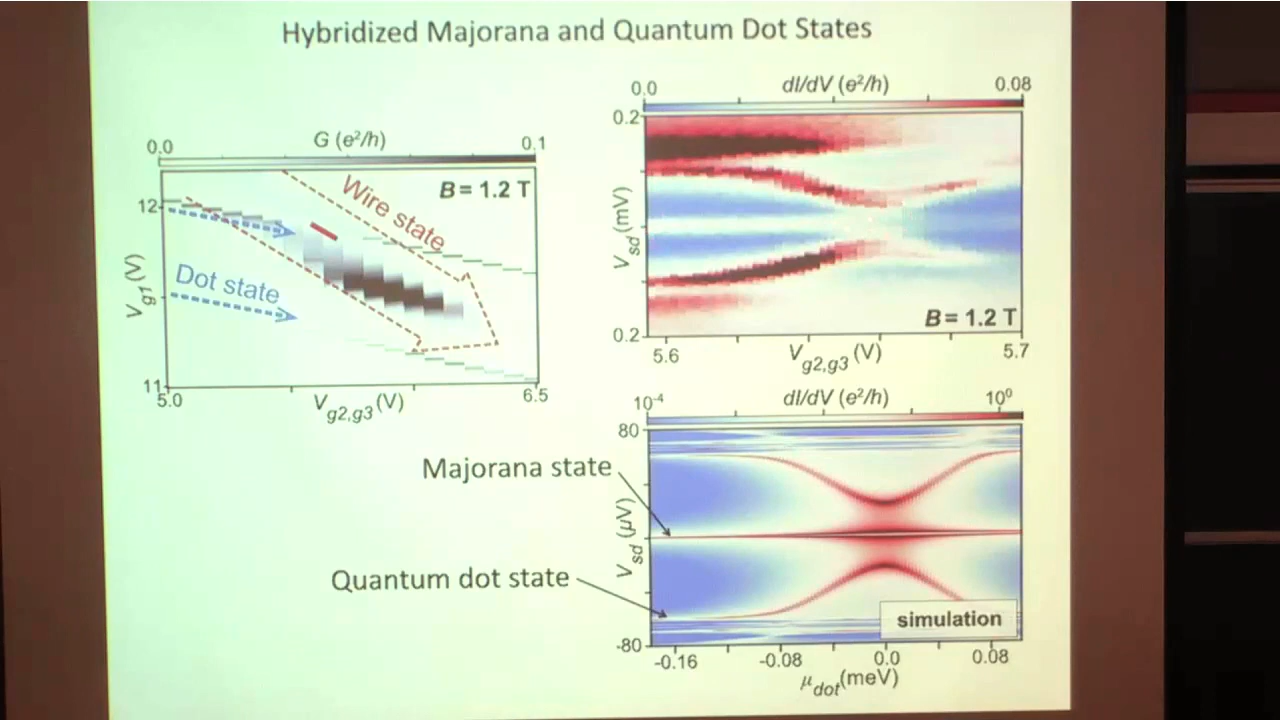 Hybridized Majorana and Quantum Dot States
G (e²/h)
0.0
0.1
B = 1.2 T
Wire state
Dot state
12
11
V_g1 (V)
5.0
6.5
V_g2,g3 (V)
dI/dV (e²/h)
0.0
0.08
0.2
V_sd (mV)
0.2
B = 1.2 T
5.6
5.7
V_g2,g3 (V)
dI/dV (e²/h)
10⁻⁴
10⁰
80
V_sd (µV)
-80
Majorana state
Quantum dot state
simulation
-0.16
-0.08
0.0
0.08
µ_dot (meV)